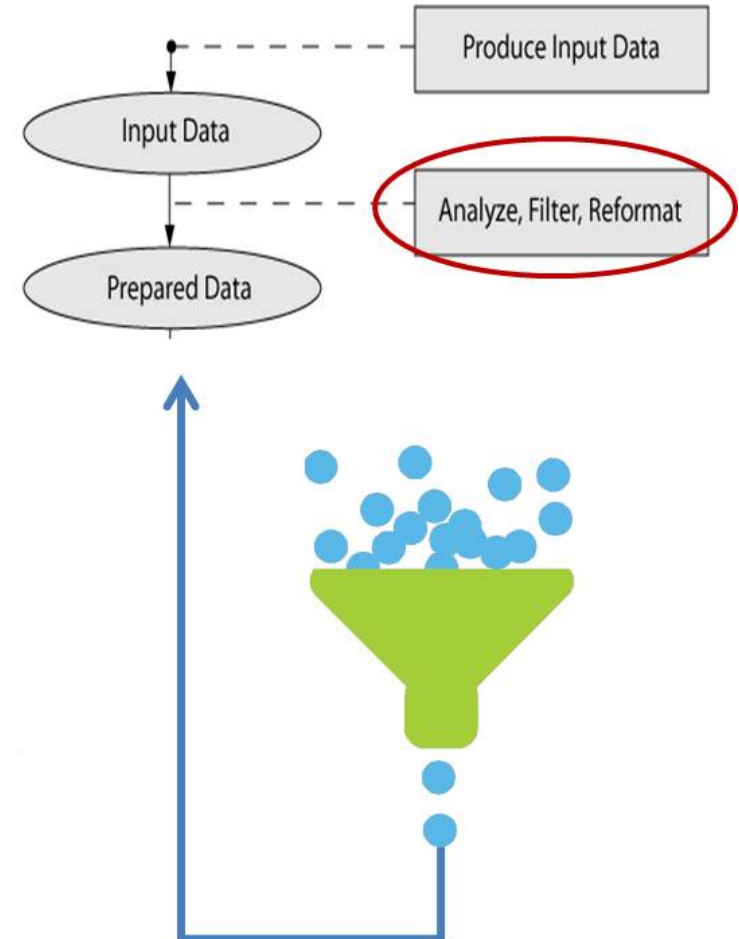 Produce Input Data
Input Data
Analyze, Filter, Reformat
Prepared Data